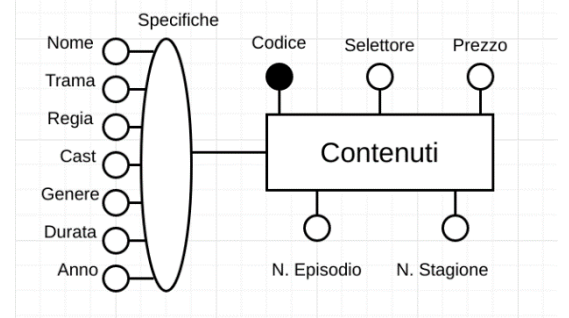 Specifiche
Nome
Trama
Regia
Cast
Genere
Durata
Anno
Codice
Selettore
Prezzo
Contenuti
N. Episodio
N. Stagione